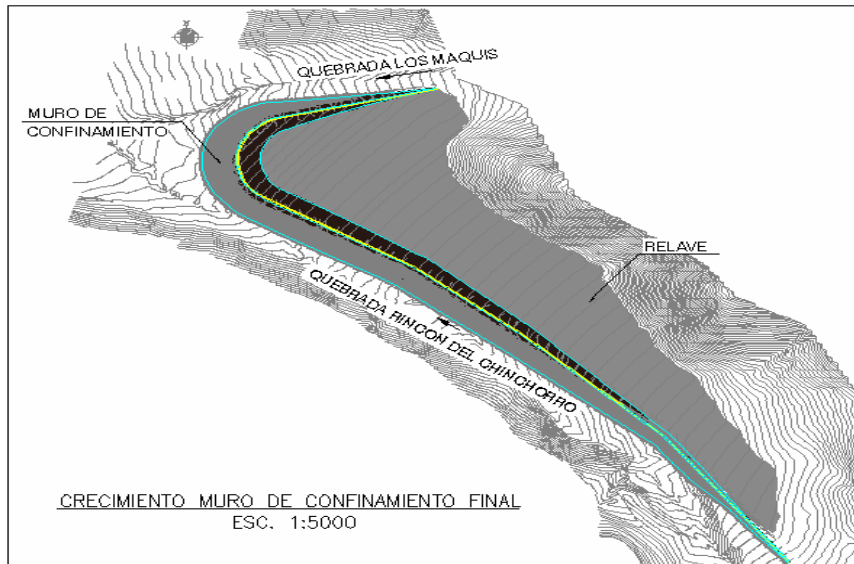 QUEBRADA LOS MAQUIS
MURO DE
CONFINAMIENTO
RELAVE
QUEBRADA RINCON DEL CHINCHORRO
CRECIMIENTO MURO DE CONFINAMIENTO FINAL
ESC. 1:5000